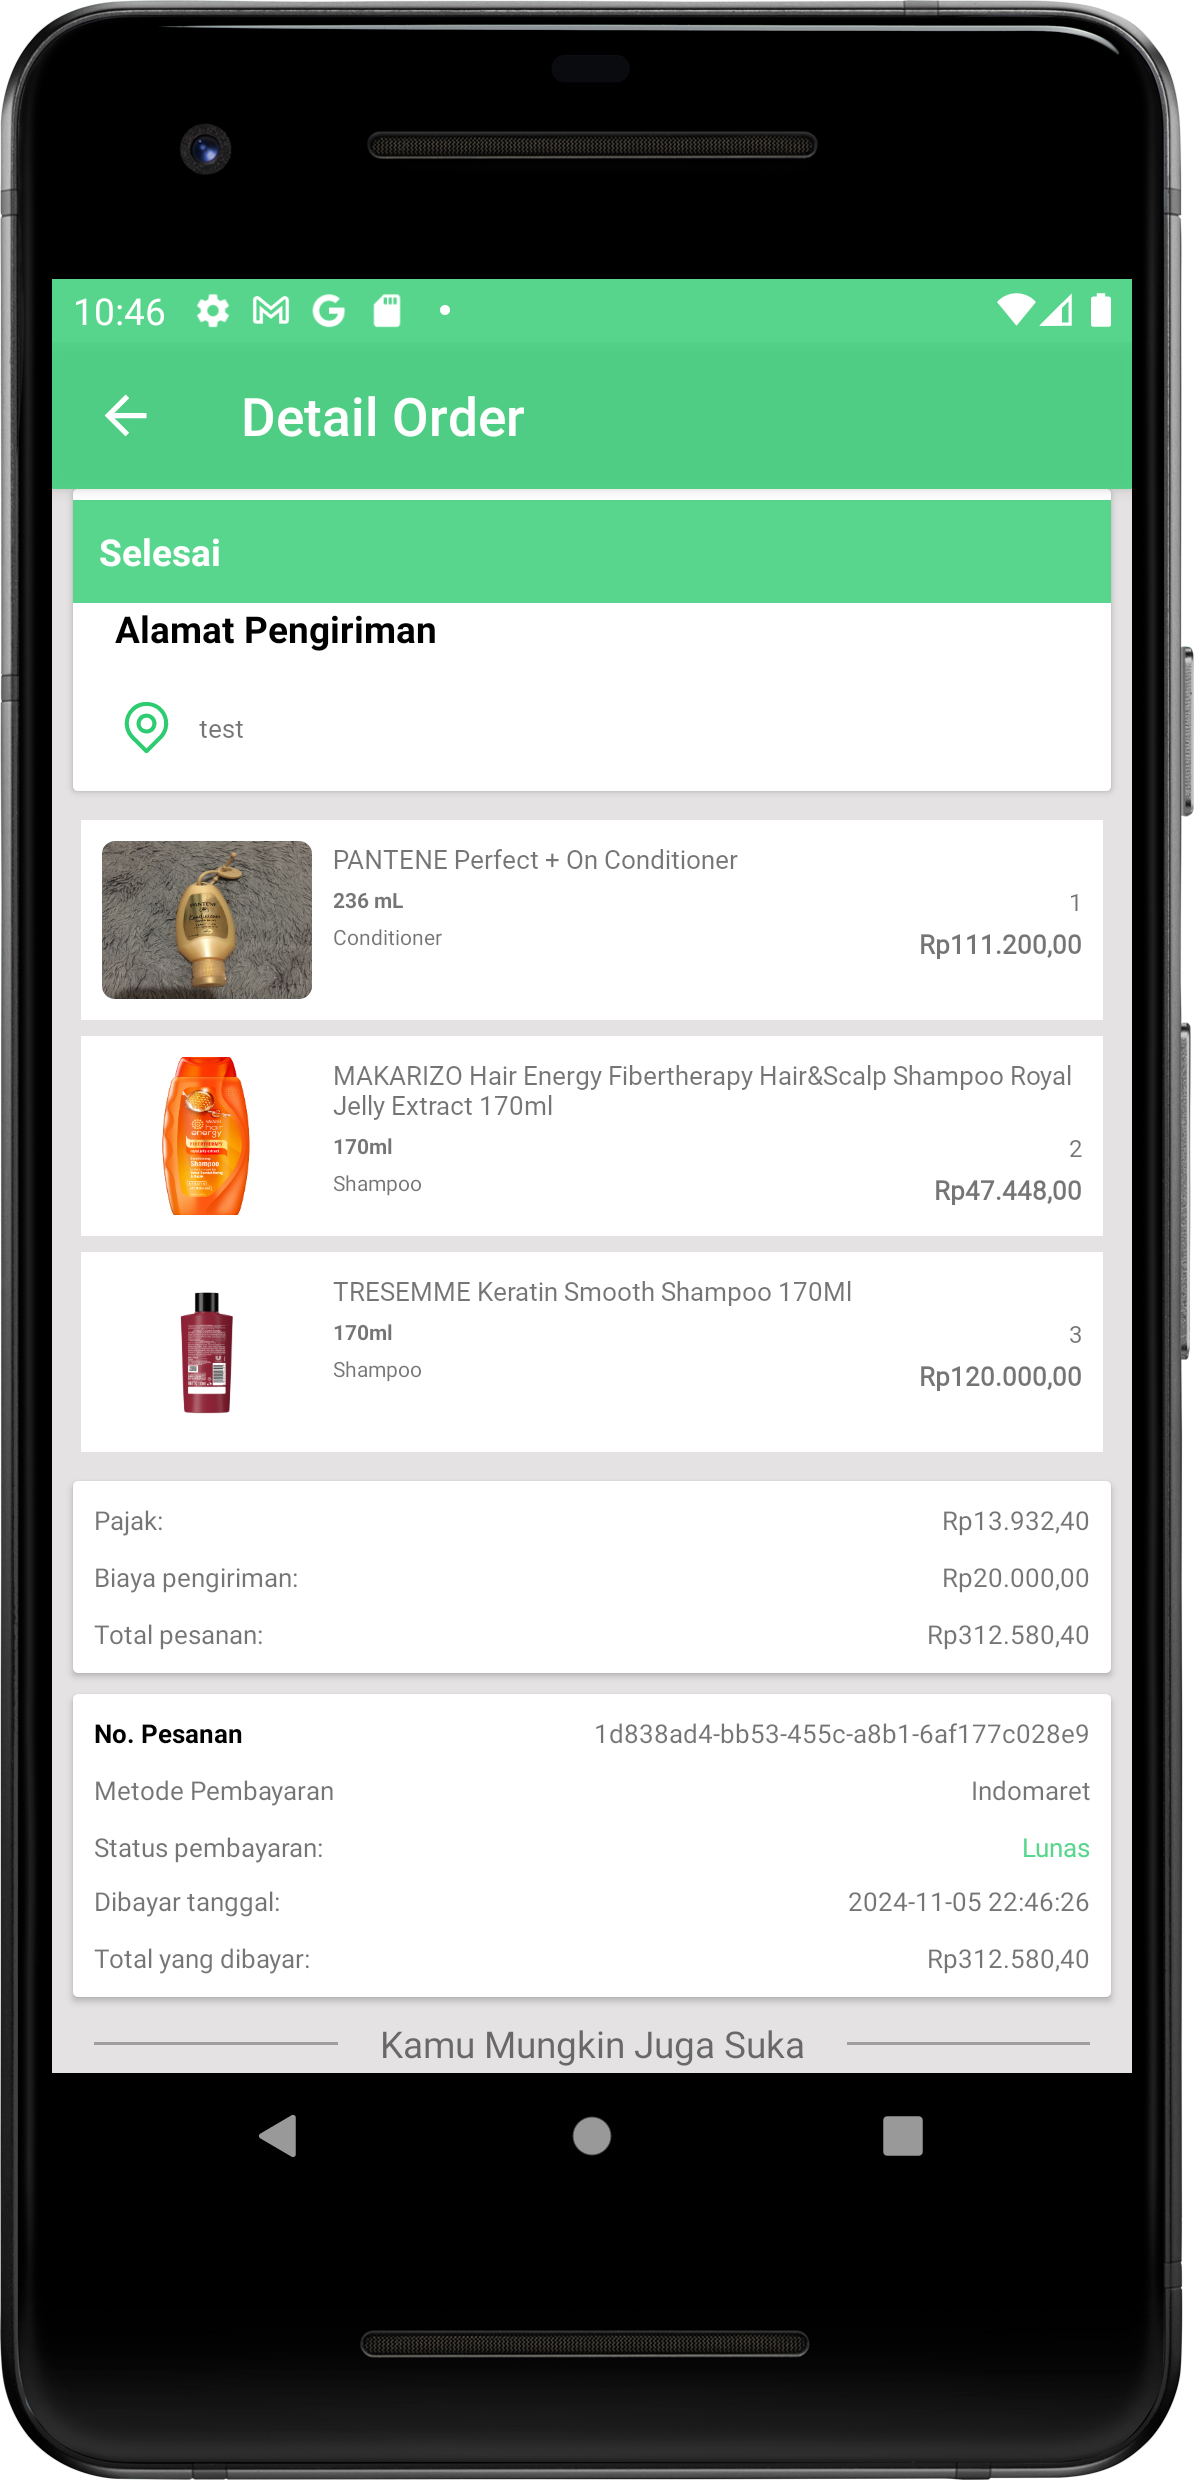 10:46
Detail Order
Selesai
Alamat Pengiriman
test
PANTENE Perfect + On Conditioner
236 mL
1
Conditioner
Rp111.200,00
MAKARIZO Hair Energy Fibertherapy Hair&Scalp Shampoo Royal
Jelly Extract 170ml
170ml
2
Shampoo
Rp47.448,00
TRESEMME Keratin Smooth Shampoo 170Ml
170ml
3
Shampoo
Rp120.000,00
Pajak: Rp13.932,40
Biaya pengiriman: Rp20.000,00
Total pesanan: Rp312.580,40
No. Pesanan 1d838ad4-bb53-455c-a8b1-6af177c028e9
Metode Pembayaran Indomaret
Status pembayaran: Lunas
Dibayar tanggal: 2024-11-05 22:46:26
Total yang dibayar: Rp312.580,40
Kamu Mungkin Juga Suka